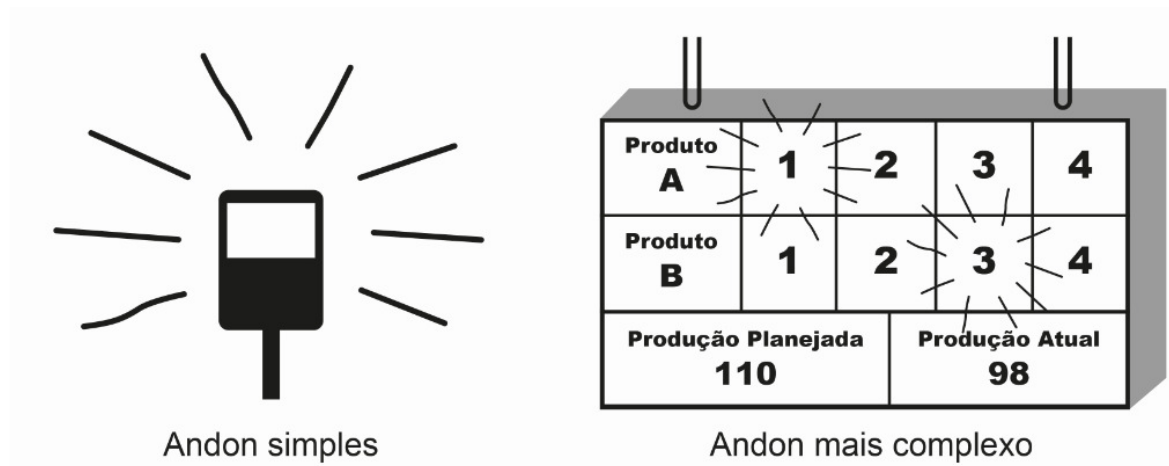 Produto
A
1
2
3
4
Produto
B
1
2
3
4
Produção Planejada
110
Produção Atual
98
Andon simples
Andon mais complexo